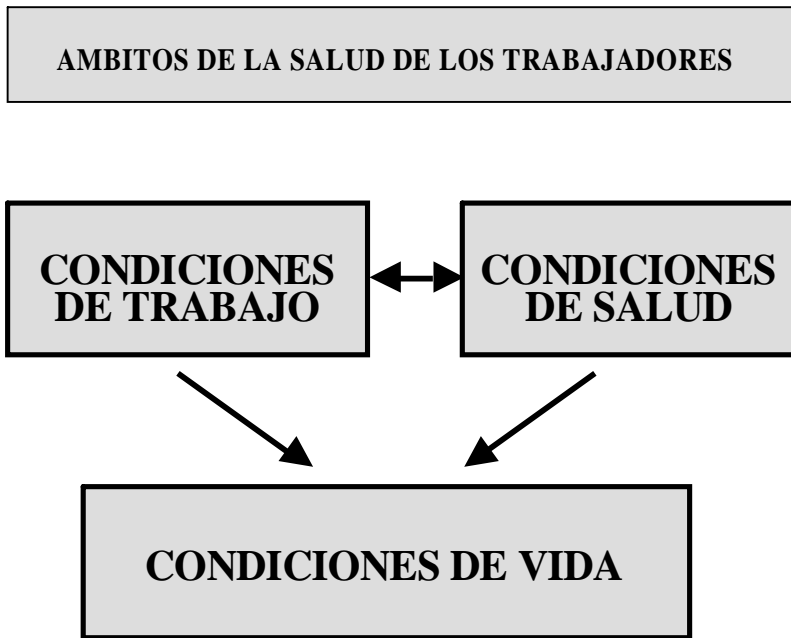 AMBITOS DE LA SALUD DE LOS TRABAJADORES
CONDICIONES
DE TRABAJO
CONDICIONES
DE SALUD
CONDICIONES DE VIDA